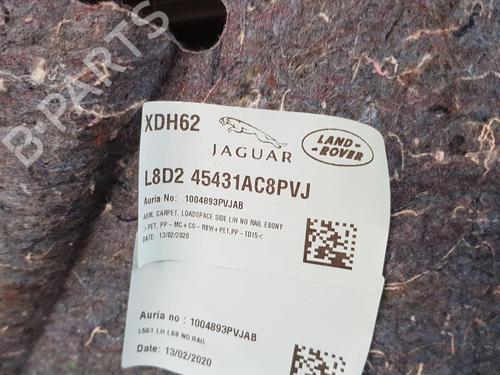 B-PARTS
XDH62
JAGUAR
LAND-
ROVER
L8D2 45431AC8PVJ
Auria No: 1004893PVJAB
ASM, CARPET, LOADSPACE SIDE L/H NO RAIL EBONY
>PET, PP-MC+CO-RBW+PET,PP-TD15<
DATE: 13/02/2020
Auria no : 1004893PVJAB
L551 LH L88 NO RAIL
Date: 13/02/2020